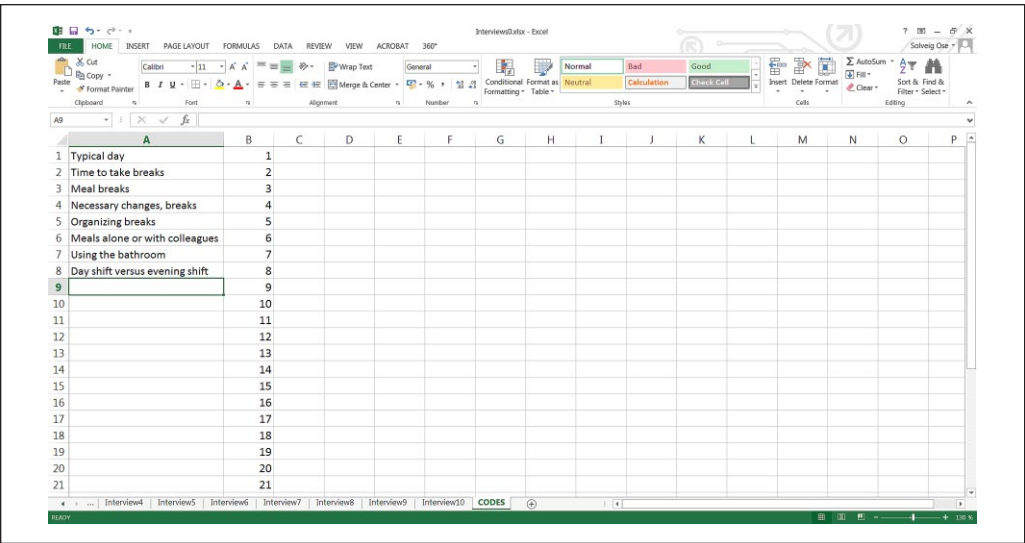 Interviews0.xlsx - Excel
FILE HOME INSERT PAGE LAYOUT FORMULAS DATA REVIEW VIEW ACROBAT 360° Solveig Ose
Cut
Copy
Format Painter
Paste
Clipboard
Calibri 11
B I U
Font
Wrap Text
Merge & Center
Alignment
General
% ,
Number
Conditional Formatting
Format as Table
Normal Bad Good
Neutral Calculation Check Cell
Styles
Insert Delete Format
Cells
AutoSum
Fill
Clear
Sort & Filter
Find & Select
Editing
A9 fx
A B C D E F G H I J K L M N O P
1 Typical day 1
2 Time to take breaks 2
3 Meal breaks 3
4 Necessary changes, breaks 4
5 Organizing breaks 5
6 Meals alone or with colleagues 6
7 Using the bathroom 7
8 Day shift versus evening shift 8
9 9
10 10
11 11
12 12
13 13
14 14
15 15
16 16
17 17
18 18
19 19
20 20
21 21
... Interview4 Interview5 Interview6 Interview7 Interview8 Interview9 Interview10 CODES
READY 130 %